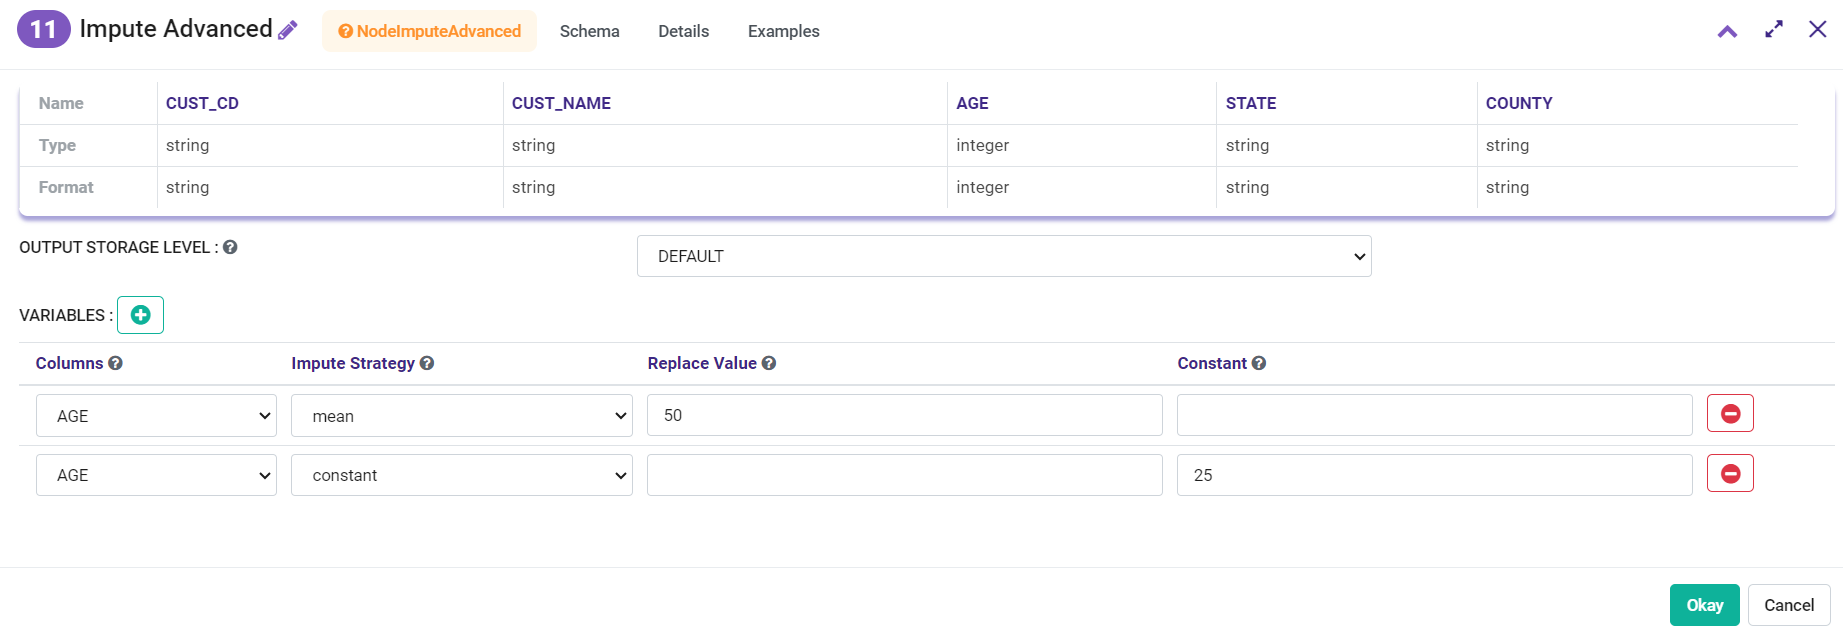 11 Impute Advanced NodeImputeAdvanced Schema Details Examples
Name CUST_CD CUST_NAME AGE STATE COUNTY
Type string string integer string string
Format string string integer string string
OUTPUT STORAGE LEVEL : DEFAULT
VARIABLES :
Columns Impute Strategy Replace Value Constant
AGE mean 50
AGE constant 25
Okay Cancel